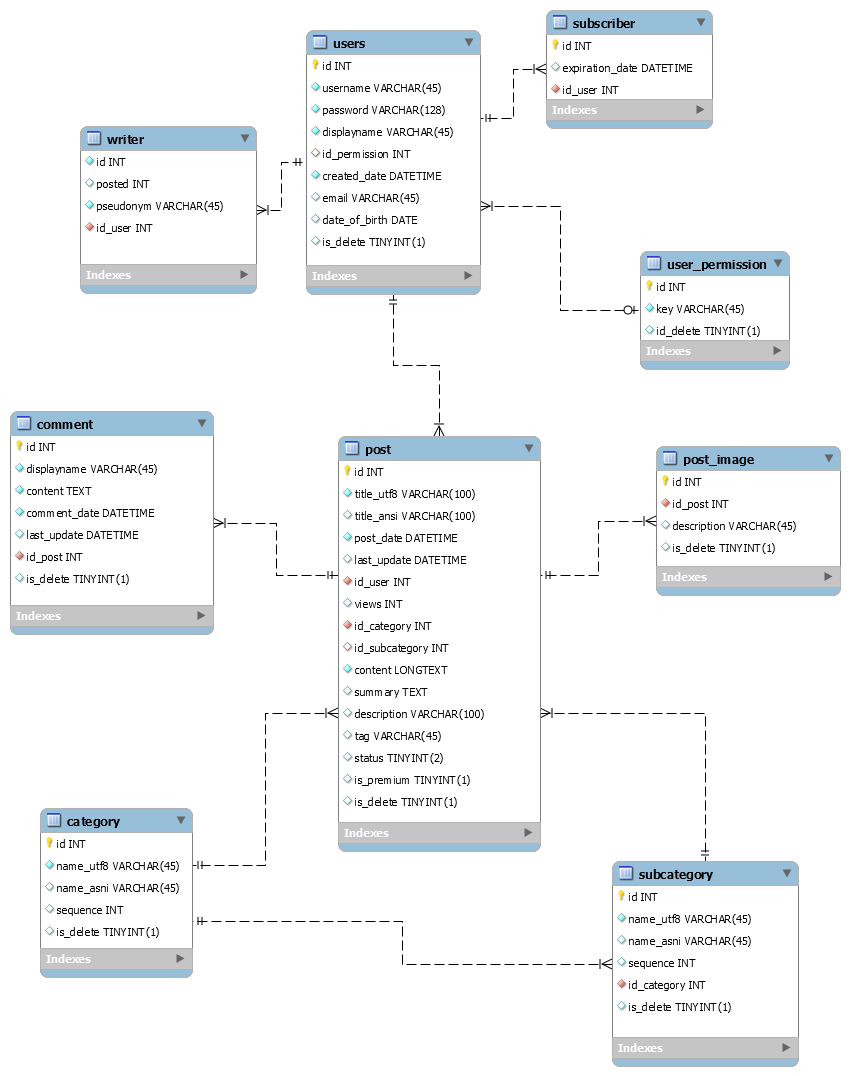 users
id INT
username VARCHAR(45)
password VARCHAR(128)
displayname VARCHAR(45)
id_permission INT
created_date DATETIME
email VARCHAR(45)
date_of_birth DATE
is_delete TINYINT(1)
Indexes
subscriber
id INT
expiration_date DATETIME
id_user INT
Indexes
writer
id INT
posted INT
pseudonym VARCHAR(45)
id_user INT
Indexes
user_permission
id INT
key VARCHAR(45)
id_delete TINYINT(1)
Indexes
comment
id INT
displayname VARCHAR(45)
content TEXT
comment_date DATETIME
last_update DATETIME
id_post INT
is_delete TINYINT(1)
Indexes
post
id INT
title_utf8 VARCHAR(100)
title_ansi VARCHAR(100)
post_date DATETIME
last_update DATETIME
id_user INT
views INT
id_category INT
id_subcategory INT
content LONGTEXT
summary TEXT
description VARCHAR(100)
tag VARCHAR(45)
status TINYINT(2)
is_premium TINYINT(1)
is_delete TINYINT(1)
Indexes
post_image
id INT
id_post INT
description VARCHAR(45)
is_delete TINYINT(1)
Indexes
category
id INT
name_utf8 VARCHAR(45)
name_asni VARCHAR(45)
sequence INT
is_delete TINYINT(1)
Indexes
subcategory
id INT
name_utf8 VARCHAR(45)
name_asni VARCHAR(45)
sequence INT
id_category INT
is_delete TINYINT(1)
Indexes